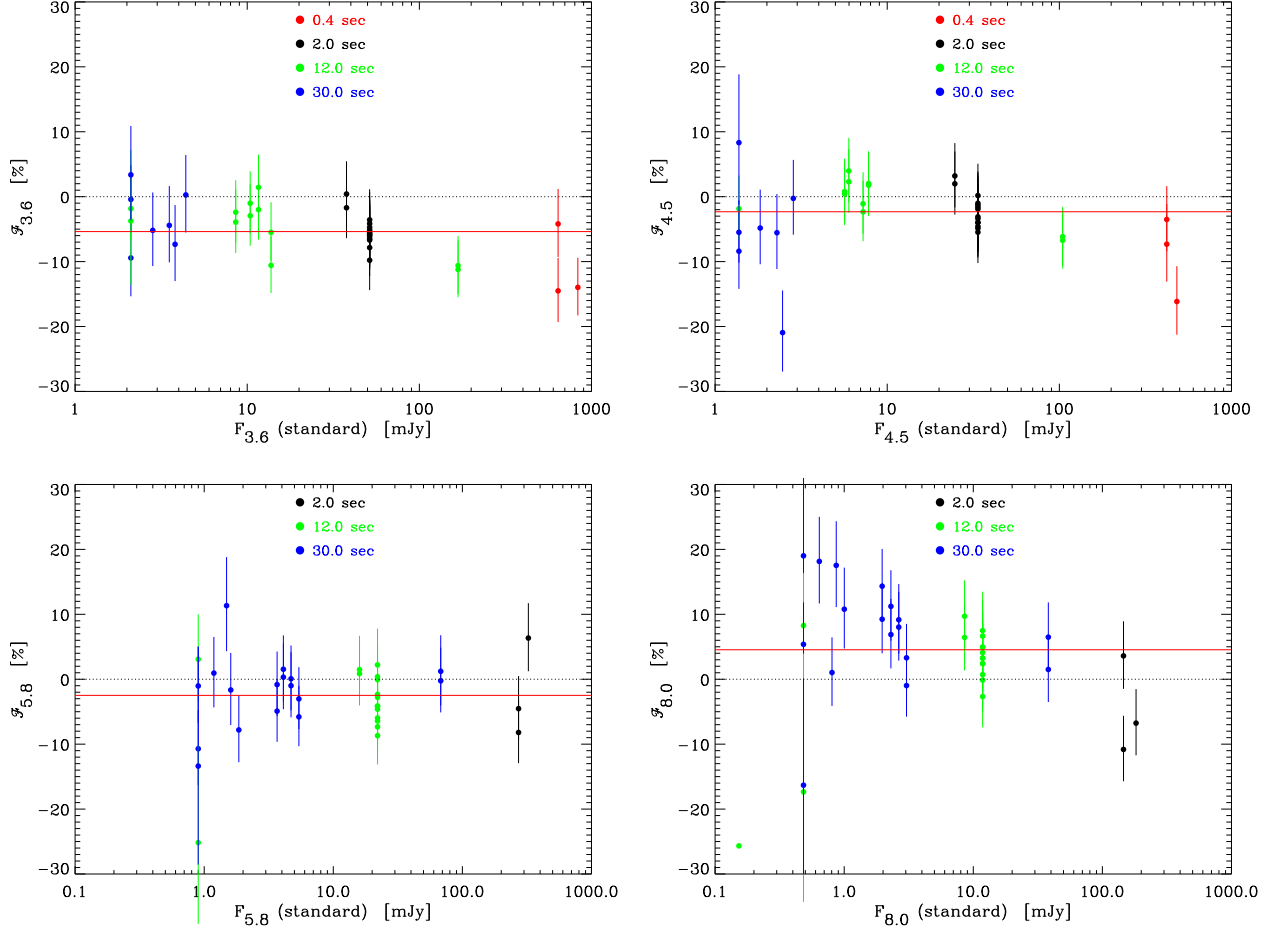 30
20
10
0
−10
−20
−30
ℱ3.6 [%]
0.4 sec
2.0 sec
12.0 sec
30.0 sec
1 10 100 1000
F3.6 (standard) [mJy]
30
20
10
0
−10
−20
−30
ℱ4.5 [%]
0.4 sec
2.0 sec
12.0 sec
30.0 sec
1 10 100 1000
F4.5 (standard) [mJy]
30
20
10
0
−10
−20
−30
ℱ5.8 [%]
2.0 sec
12.0 sec
30.0 sec
0.1 1.0 10.0 100.0 1000.0
F5.8 (standard) [mJy]
30
20
10
0
−10
−20
−30
ℱ8.0 [%]
2.0 sec
12.0 sec
30.0 sec
0.1 1.0 10.0 100.0 1000.0
F8.0 (standard) [mJy]